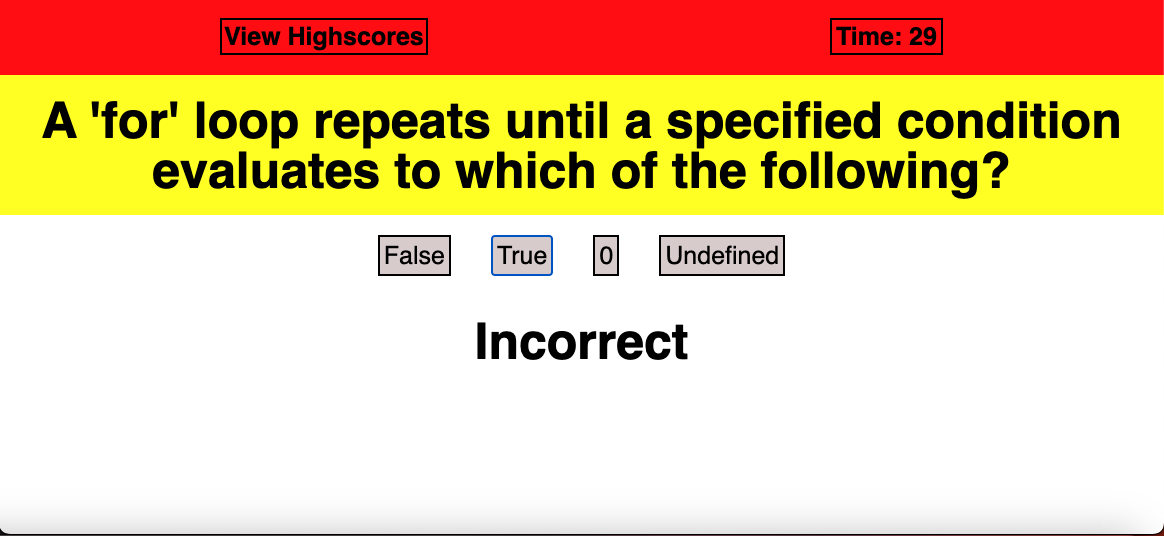 View Highscores
Time: 29
A 'for' loop repeats until a specified condition
evaluates to which of the following?
False
True
0
Undefined
Incorrect